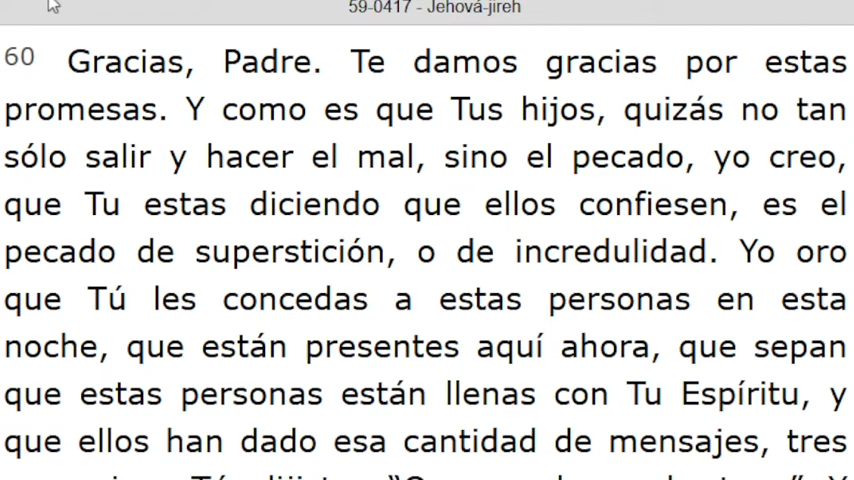 59-0417 - Jehová-jireh
60 Gracias, Padre. Te damos gracias por estas
promesas. Y como es que Tus hijos, quizás no tan
sólo salir y hacer el mal, sino el pecado, yo creo,
que Tu estas diciendo que ellos confiesen, es el
pecado de superstición, o de incredulidad. Yo oro
que Tú les concedas a estas personas en esta
noche, que están presentes aquí ahora, que sepan
que estas personas están llenas con Tu Espíritu, y
que ellos han dado esa cantidad de mensajes, tres